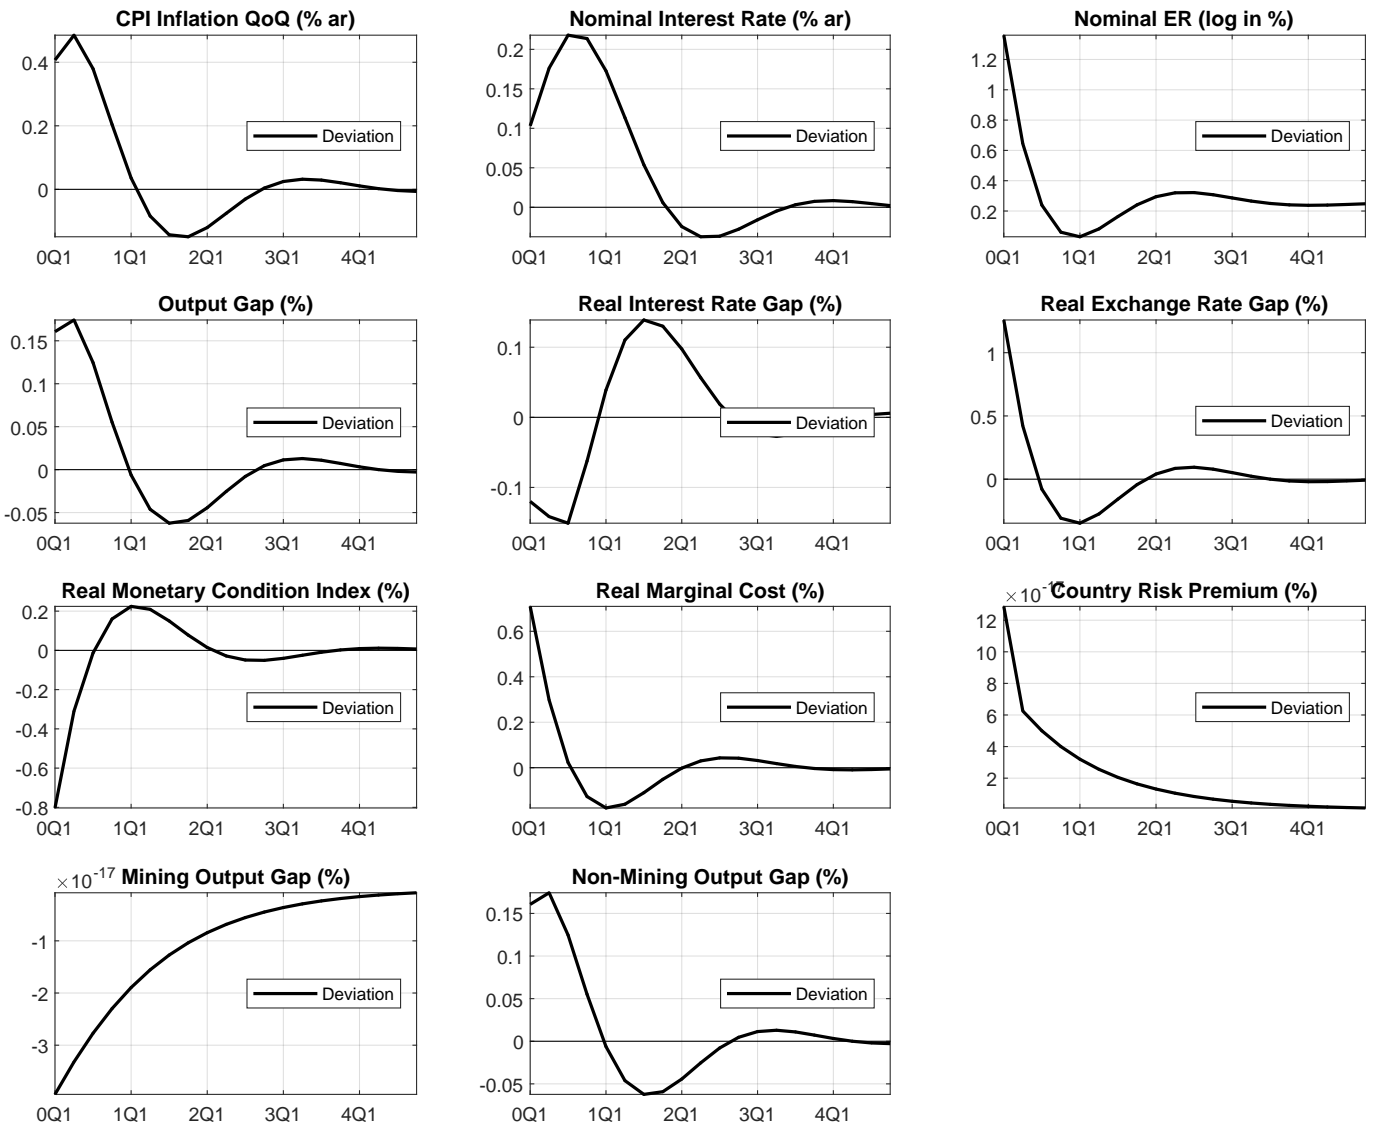 CPI Inflation QoQ (% ar)
0.4
0.2
0
Deviation
0Q1 1Q1 2Q1 3Q1 4Q1
Nominal Interest Rate (% ar)
0.2
0.15
0.1
0.05
0
Deviation
0Q1 1Q1 2Q1 3Q1 4Q1
Nominal ER (log in %)
1.2
1
0.8
0.6
0.4
0.2
Deviation
0Q1 1Q1 2Q1 3Q1 4Q1
Output Gap (%)
0.15
0.1
0.05
0
-0.05
Deviation
0Q1 1Q1 2Q1 3Q1 4Q1
Real Interest Rate Gap (%)
0.1
0
-0.1
Deviation
0Q1 1Q1 2Q1 3Q1 4Q1
Real Exchange Rate Gap (%)
1
0.5
0
Deviation
0Q1 1Q1 2Q1 3Q1 4Q1
Real Monetary Condition Index (%)
0.2
0
-0.2
-0.4
-0.6
-0.8
Deviation
0Q1 1Q1 2Q1 3Q1 4Q1
Real Marginal Cost (%)
0.6
0.4
0.2
0
Deviation
0Q1 1Q1 2Q1 3Q1 4Q1
×10⁻¹⁷ Country Risk Premium (%)
12
10
8
6
4
2
Deviation
0Q1 1Q1 2Q1 3Q1 4Q1
×10⁻¹⁷ Mining Output Gap (%)
-1
-2
-3
Deviation
0Q1 1Q1 2Q1 3Q1 4Q1
Non-Mining Output Gap (%)
0.15
0.1
0.05
0
-0.05
Deviation
0Q1 1Q1 2Q1 3Q1 4Q1